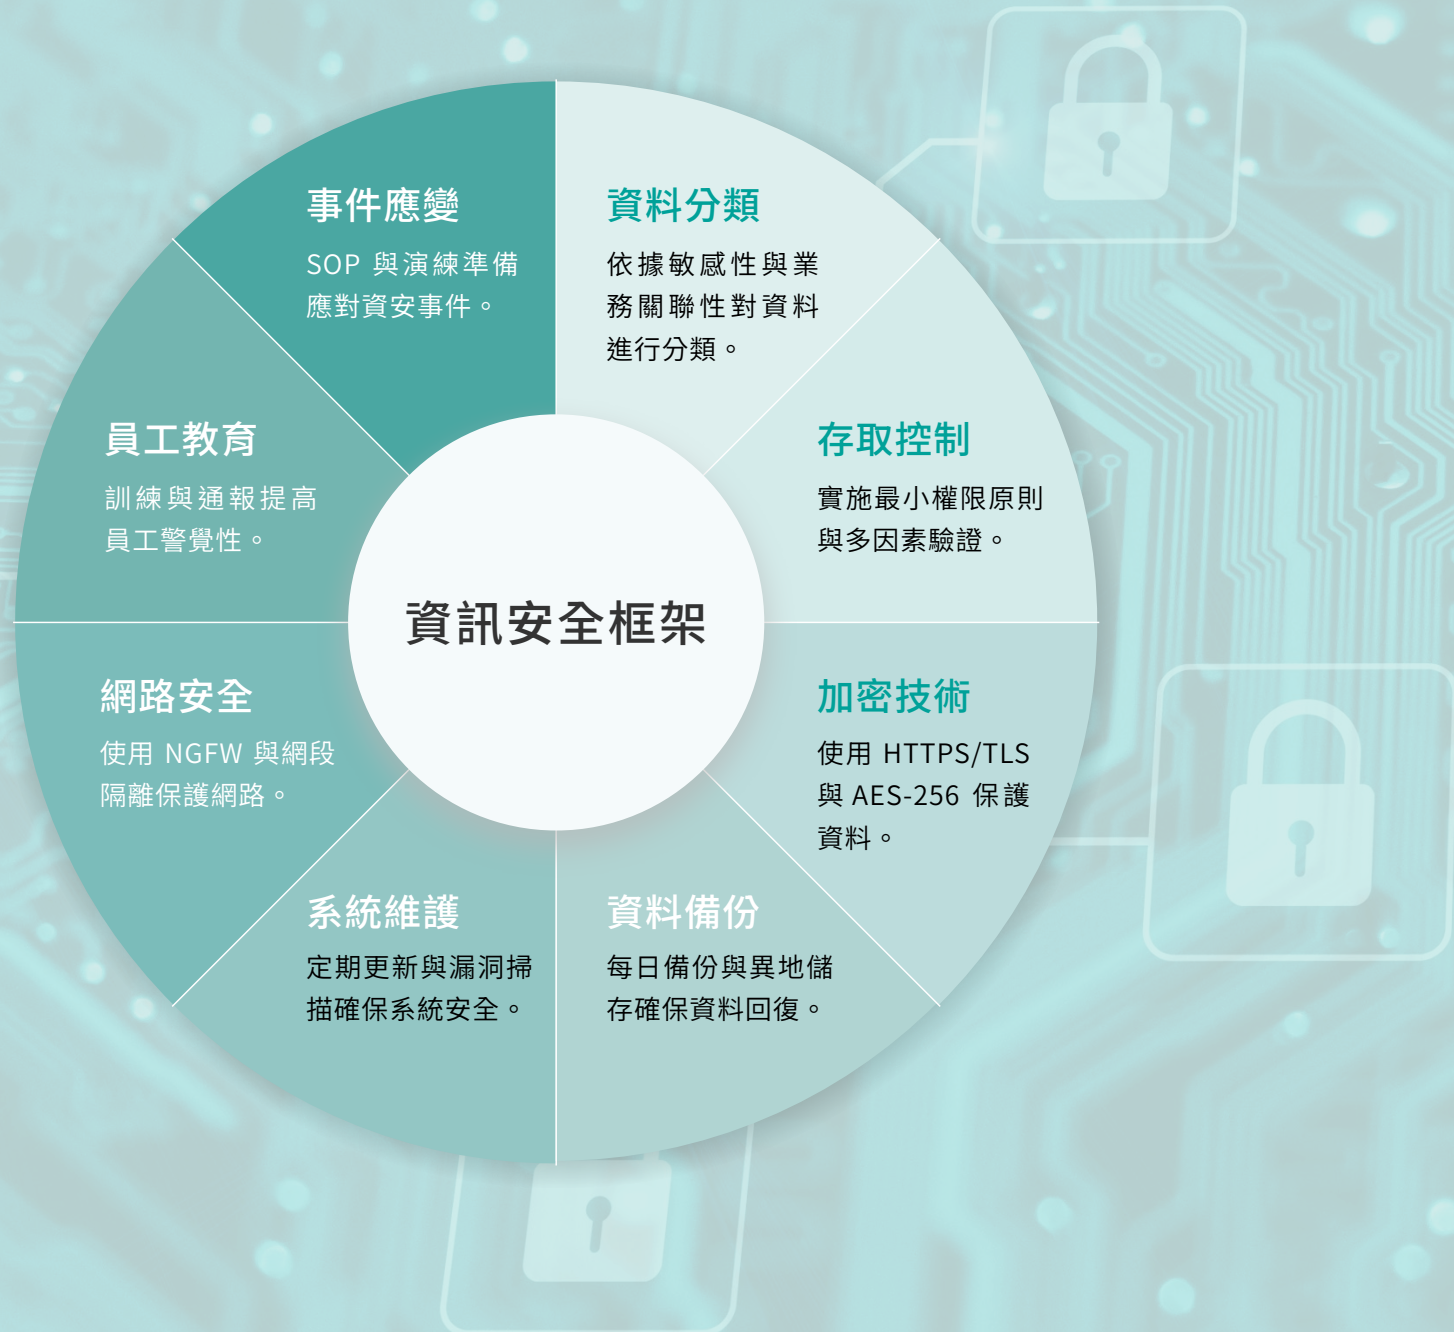 資訊安全框架
資料分類
依據敏感性與業
務關聯性對資料
進行分類。
存取控制
實施最小權限原則
與多因素驗證。
加密技術
使用 HTTPS/TLS
與 AES-256 保護
資料。
資料備份
每日備份與異地儲
存確保資料回復。
系統維護
定期更新與漏洞掃
描確保系統安全。
網路安全
使用 NGFW 與網段
隔離保護網路。
員工教育
訓練與通報提高
員工警覺性。
事件應變
SOP 與演練準備
應對資安事件。